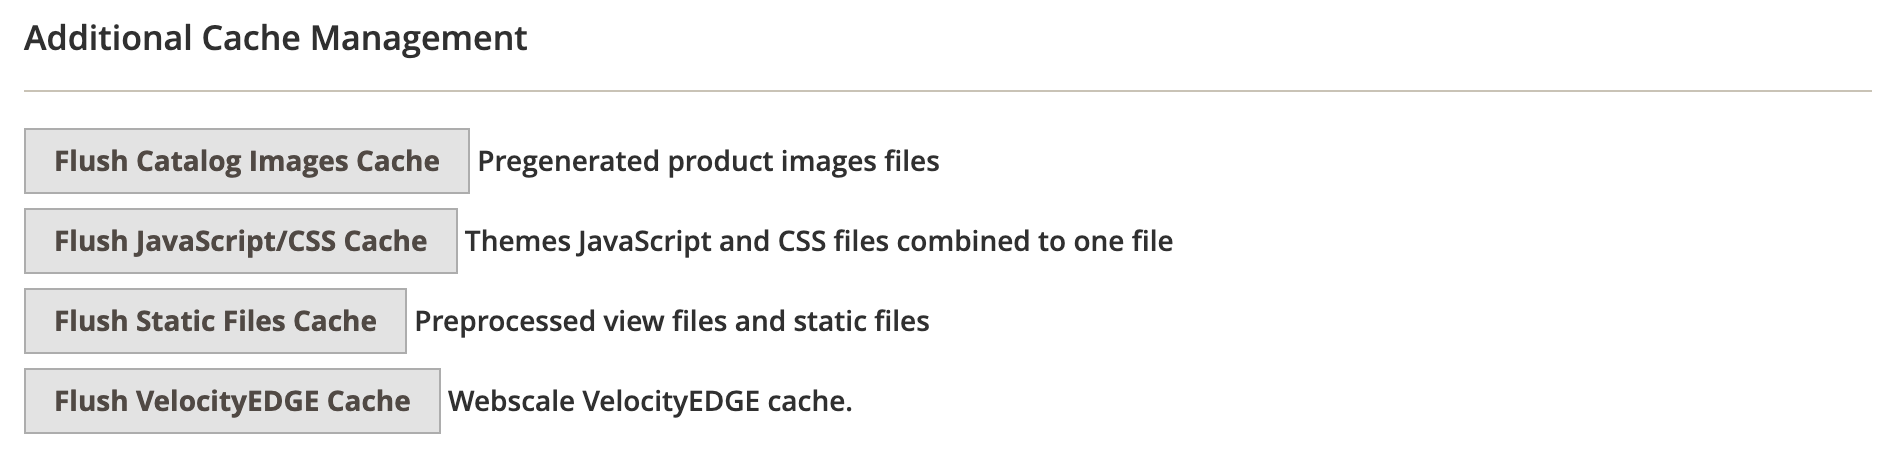 Additional Cache Management
Flush Catalog Images Cache Pregenerated product images files
Flush JavaScript/CSS Cache Themes JavaScript and CSS files combined to one file
Flush Static Files Cache Preprocessed view files and static files
Flush VelocityEDGE Cache Webscale VelocityEDGE cache.